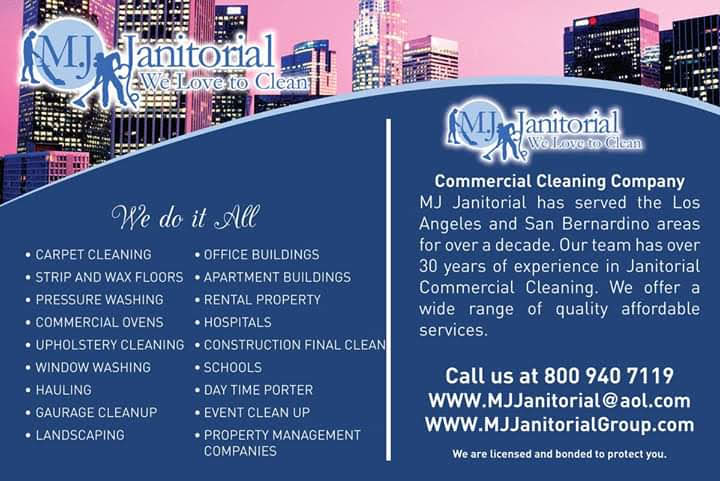 M.J. Janitorial
We Love to Clean
We do it All
• CARPET CLEANING
• STRIP AND WAX FLOORS
• PRESSURE WASHING
• COMMERCIAL OVENS
• UPHOLSTERY CLEANING
• WINDOW WASHING
• HAULING
• GAURAGE CLEANUP
• LANDSCAPING
• OFFICE BUILDINGS
• APARTMENT BUILDINGS
• RENTAL PROPERTY
• HOSPITALS
• CONSTRUCTION FINAL CLEAN
• SCHOOLS
• DAY TIME PORTER
• EVENT CLEAN UP
• PROPERTY MANAGEMENT
COMPANIES
M.J. Janitorial
We Love to Clean
Commercial Cleaning Company
MJ Janitorial has served the Los
Angeles and San Bernardino areas
for over a decade. Our team has over
30 years of experience in Janitorial
Commercial Cleaning. We offer a
wide range of quality affordable
services.
Call us at 800 940 7119
WWW.MJJanitorial@aol.com
WWW.MJJanitorialGroup.com
We are licensed and bonded to protect you.